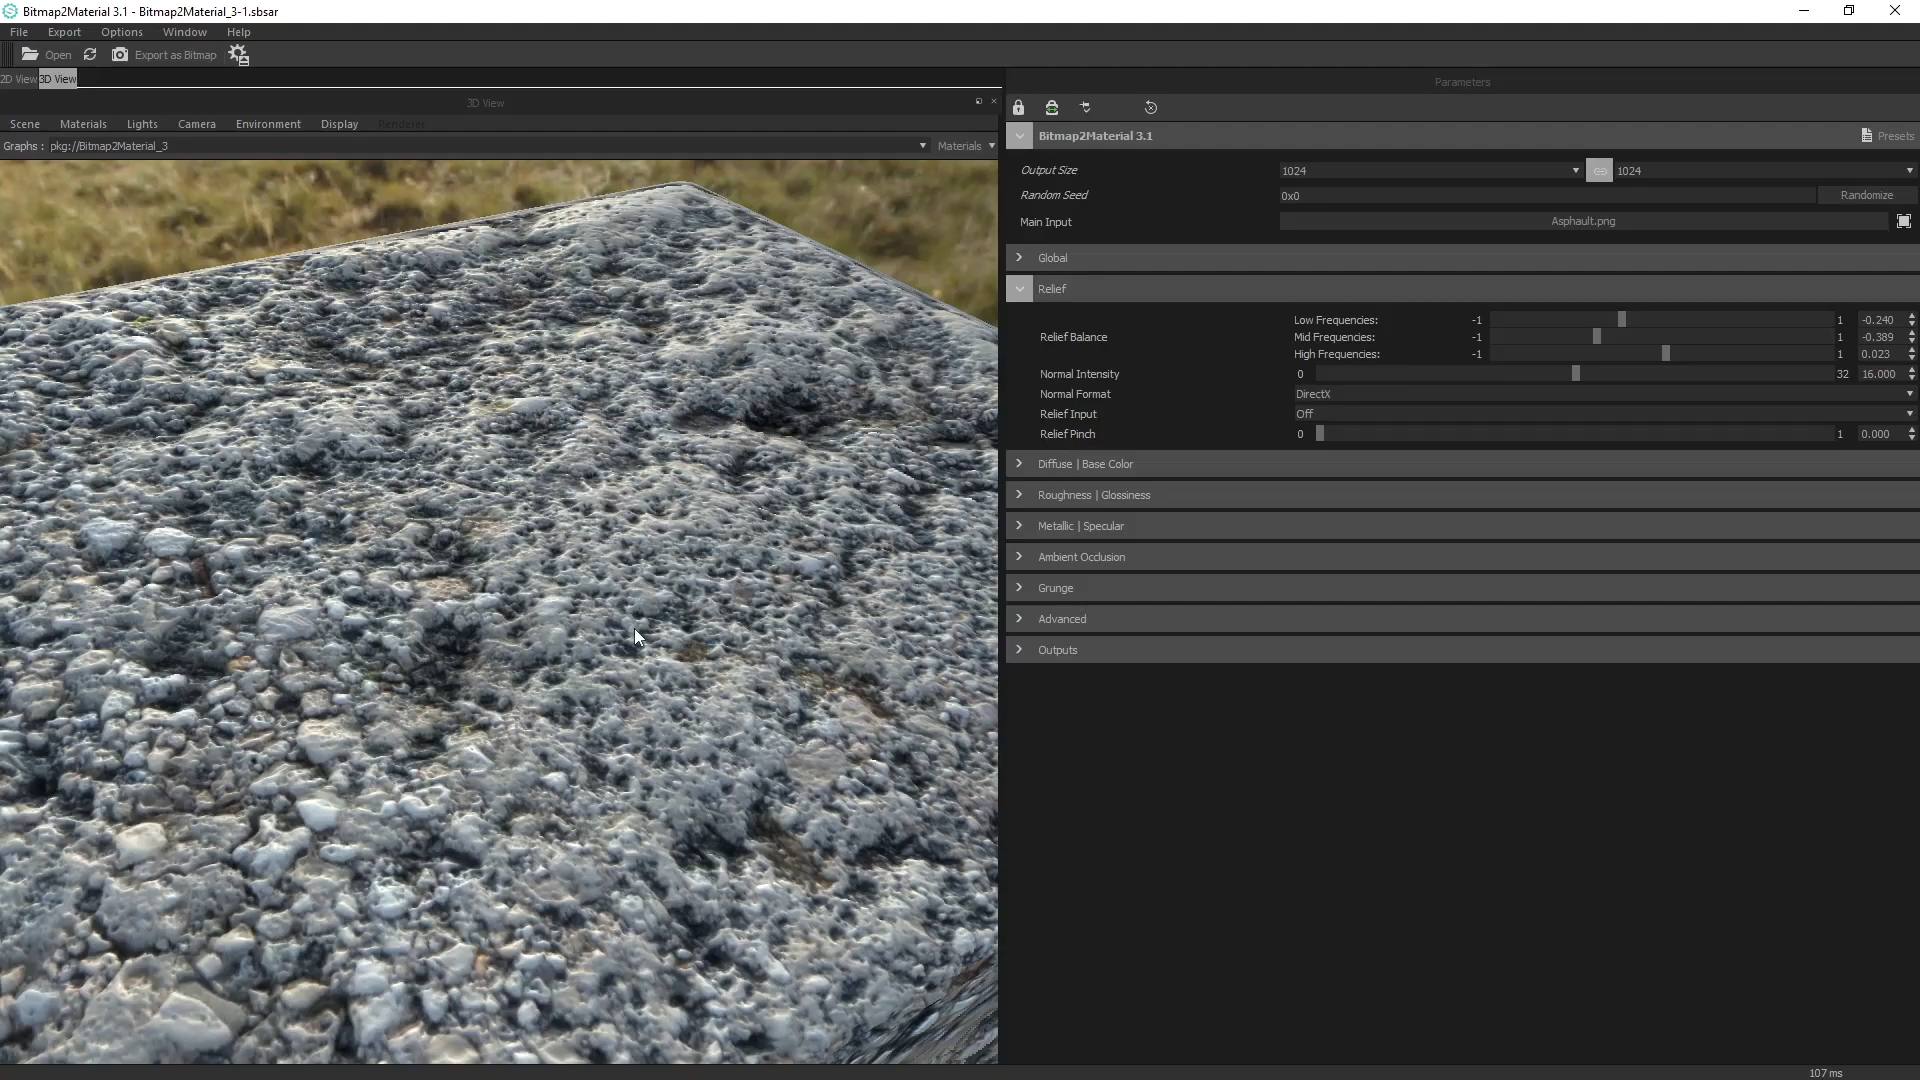 Bitmap2Material 3.1 - Bitmap2Material_3-1.sbsar
File Export Options Window Help
Open Export as Bitmap
2D View 3D View
3D View
Scene Materials Lights Camera Environment Display Renderer
Graphs : pkg://Bitmap2Material_3 Materials
Parameters
Bitmap2Material 3.1 Presets
Output Size 1024 1024
Random Seed 0x0 Randomize
Main Input Asphault.png
Global
Relief
Low Frequencies: -1 1 -0.240
Relief Balance Mid Frequencies: -1 1 -0.389
High Frequencies: -1 1 0.023
Normal Intensity 0 32 16.000
Normal Format DirectX
Relief Input Off
Relief Pinch 0 1 0.000
Diffuse | Base Color
Roughness | Glossiness
Metallic | Specular
Ambient Occlusion
Grunge
Advanced
Outputs
107 ms